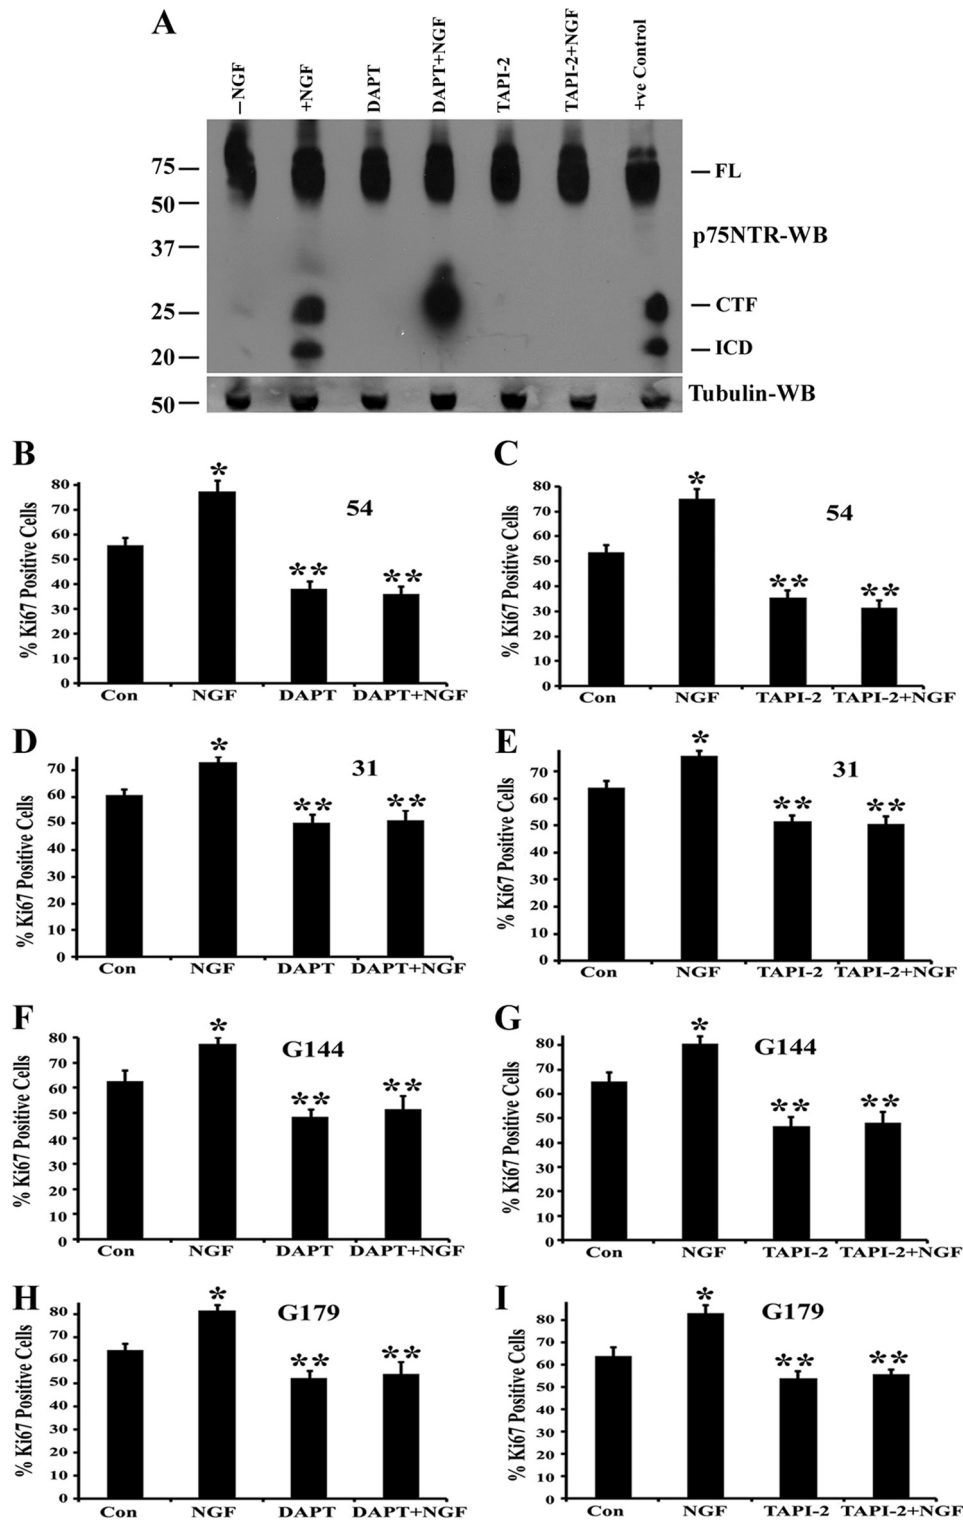 A
—NGF
+NGF
DAPT
DAPT+NGF
TAPI-2
TAPI-2+NGF
+ve Control
75
50
37
25
20
— FL
p75NTR-WB
— CTF
— ICD
50
Tubulin-WB
B
54
% Ki67 Positive Cells
80
70
60
50
40
30
20
10
0
*
**
**
Con NGF DAPT DAPT+NGF
C
54
% Ki67 Positive Cells
80
70
60
50
40
30
20
10
0
*
**
**
Con NGF TAPI-2 TAPI-2+NGF
D
31
% Ki67 Positive Cells
70
60
50
40
30
20
10
0
*
**
**
Con NGF DAPT DAPT+NGF
E
31
% Ki67 Positive Cells
70
60
50
40
30
20
10
0
*
**
**
Con NGF TAPI-2 TAPI-2+NGF
F
G144
% Ki67 Positive Cells
80
70
60
50
40
30
20
10
0
*
**
**
Con NGF DAPT DAPT+NGF
G
G144
% Ki67 Positive Cells
80
70
60
50
40
30
20
10
0
*
**
**
Con NGF TAPI-2 TAPI-2+NGF
H
G179
% Ki67 Positive Cells
80
70
60
50
40
30
20
10
0
*
**
**
Con NGF DAPT DAPT+NGF
I
G179
% Ki67 Positive Cells
80
70
60
50
40
30
20
10
0
*
**
**
Con NGF TAPI-2 TAPI-2+NGF